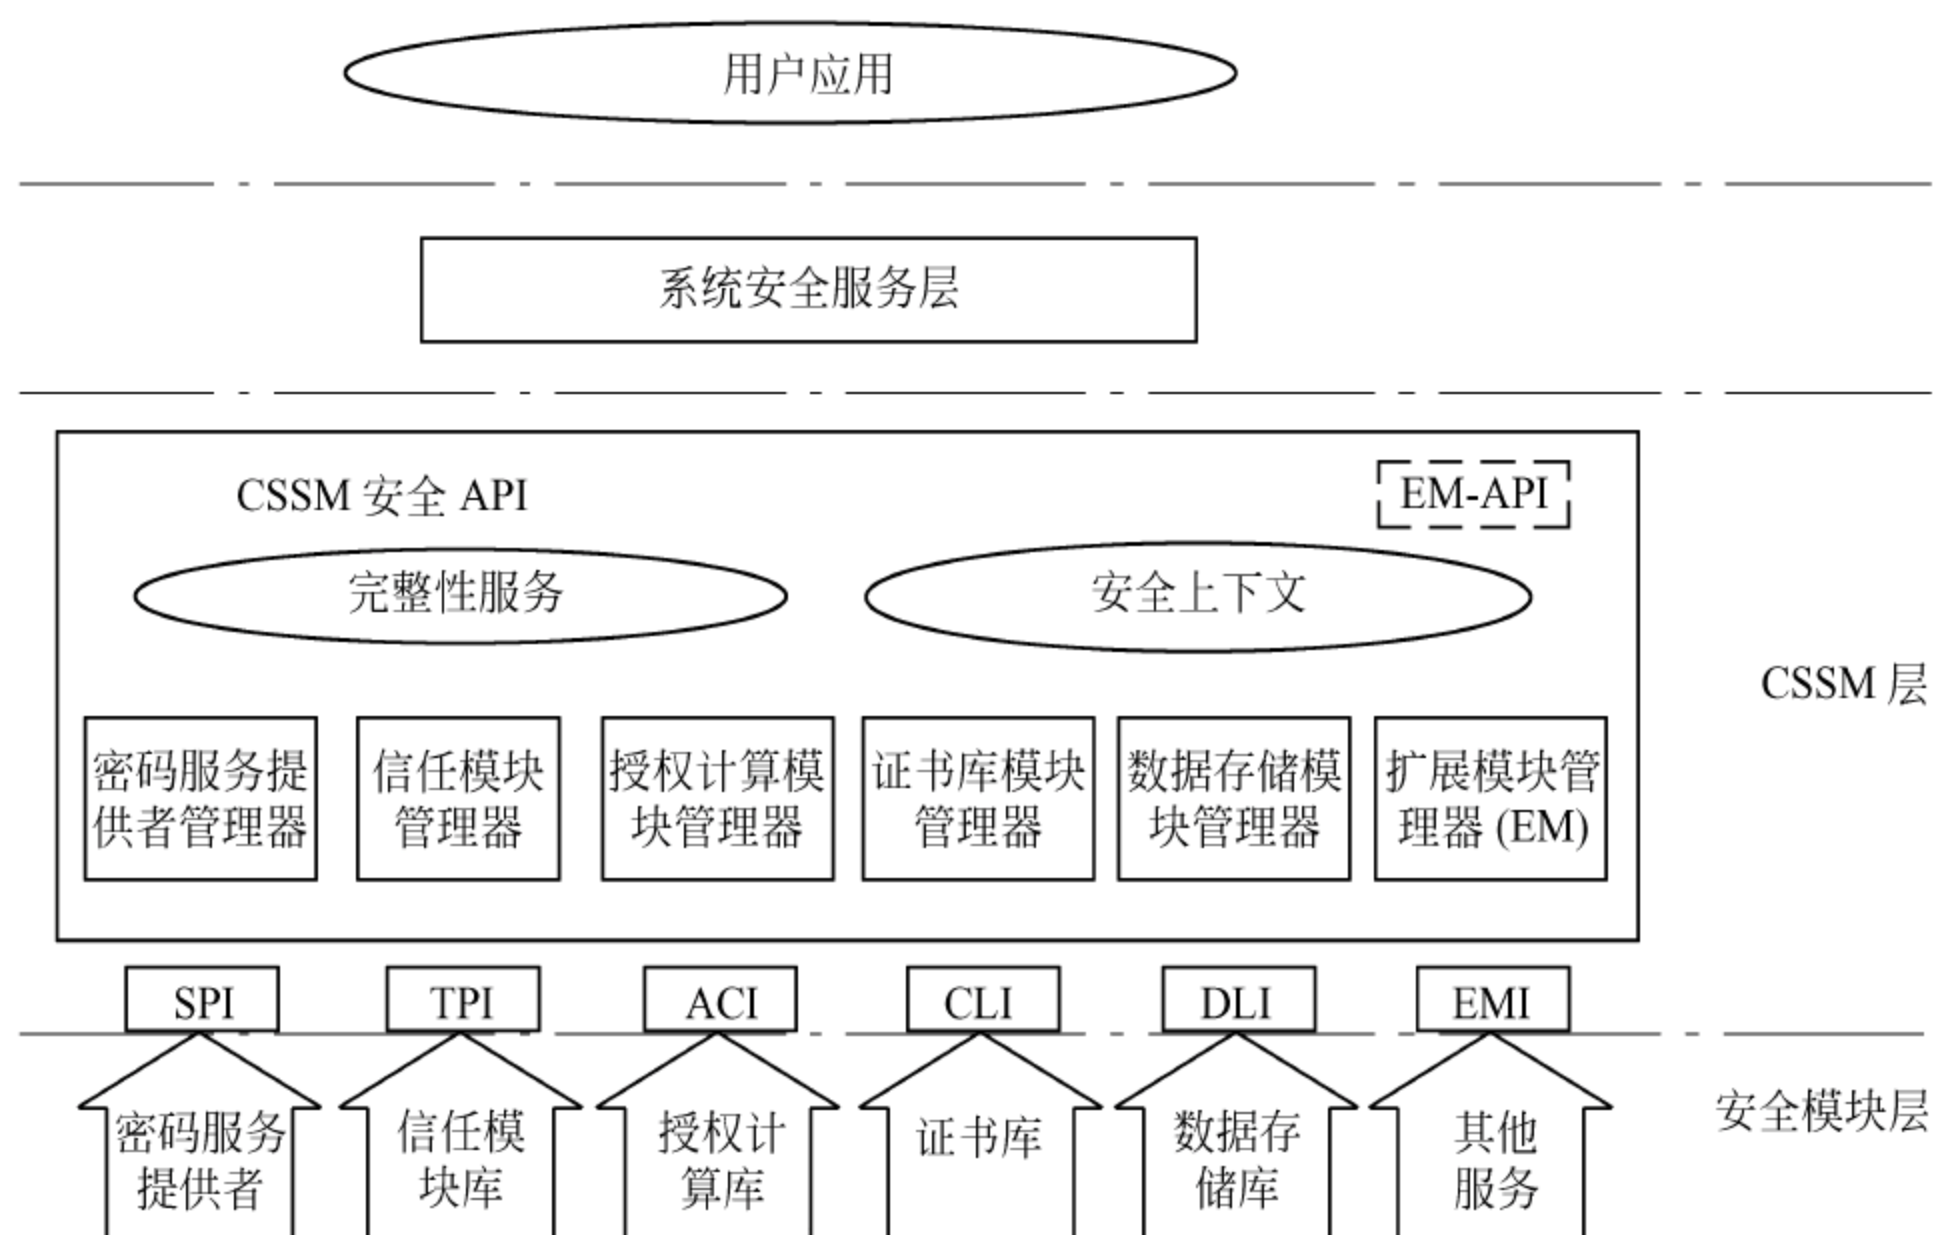 用户应用
系统安全服务层
CSSM 安全 API
EM-API
完整性服务
安全上下文
CSSM 层
密码服务提
供者管理器
信任模块
管理器
授权计算模
块管理器
证书库模块
管理器
数据存储模
块管理器
扩展模块管
理器 (EM)
SPI
TPI
ACI
CLI
DLI
EMI
密码服务
提供者
信任模
块库
授权计
算库
证书库
数据存
储库
其他
服务
安全模块层